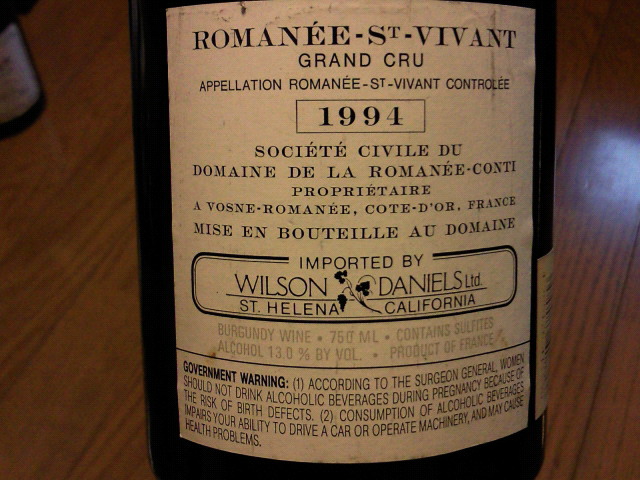 ROMANÉE-ST-VIVANT
GRAND CRU
APPELLATION ROMANÉE-ST-VIVANT CONTROLÉE
1994
SOCIÉTÉ CIVILE DU
DOMAINE DE LA ROMANÉE-CONTI
PROPRIÉTAIRE
A VOSNE-ROMANÉE, COTE-D'OR, FRANCE
MISE EN BOUTEILLE AU DOMAINE
IMPORTED BY
WILSON DANIELS Ltd.
ST. HELENA CALIFORNIA
BURGUNDY WINE • 750 ML • CONTAINS SULFITES
ALCOHOL 13.0 % BY VOL. • PRODUCT OF FRANCE
GOVERNMENT WARNING: (1) ACCORDING TO THE SURGEON GENERAL, WOMEN
SHOULD NOT DRINK ALCOHOLIC BEVERAGES DURING PREGNANCY BECAUSE OF
THE RISK OF BIRTH DEFECTS. (2) CONSUMPTION OF ALCOHOLIC BEVERAGES
IMPAIRS YOUR ABILITY TO DRIVE A CAR OR OPERATE MACHINERY, AND MAY CAUSE
HEALTH PROBLEMS.